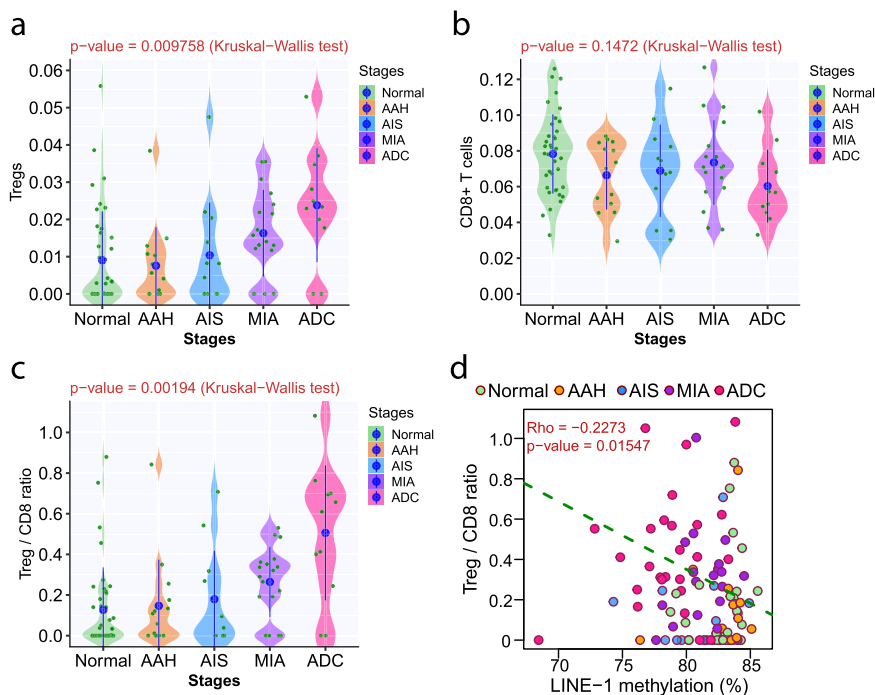 a
p−value = 0.009758 (Kruskal−Wallis test)
Tregs
0.06
0.05
0.04
0.03
0.02
0.01
0.00
Normal AAH AIS MIA ADC
Stages
Stages
Normal
AAH
AIS
MIA
ADC
b
p−value = 0.1472 (Kruskal−Wallis test)
CD8+ T cells
0.12
0.10
0.08
0.06
0.04
0.02
0.00
Normal AAH AIS MIA ADC
Stages
Stages
Normal
AAH
AIS
MIA
ADC
c
p−value = 0.00194 (Kruskal−Wallis test)
Treg / CD8 ratio
1.0
0.8
0.6
0.4
0.2
0.0
Normal AAH AIS MIA ADC
Stages
Stages
Normal
AAH
AIS
MIA
ADC
d
Normal AAH AIS MIA ADC
Rho = −0.2273
p−value = 0.01547
Treg / CD8 ratio
1.0
0.8
0.6
0.4
0.2
0
70 75 80 85
LINE−1 methylation (%)